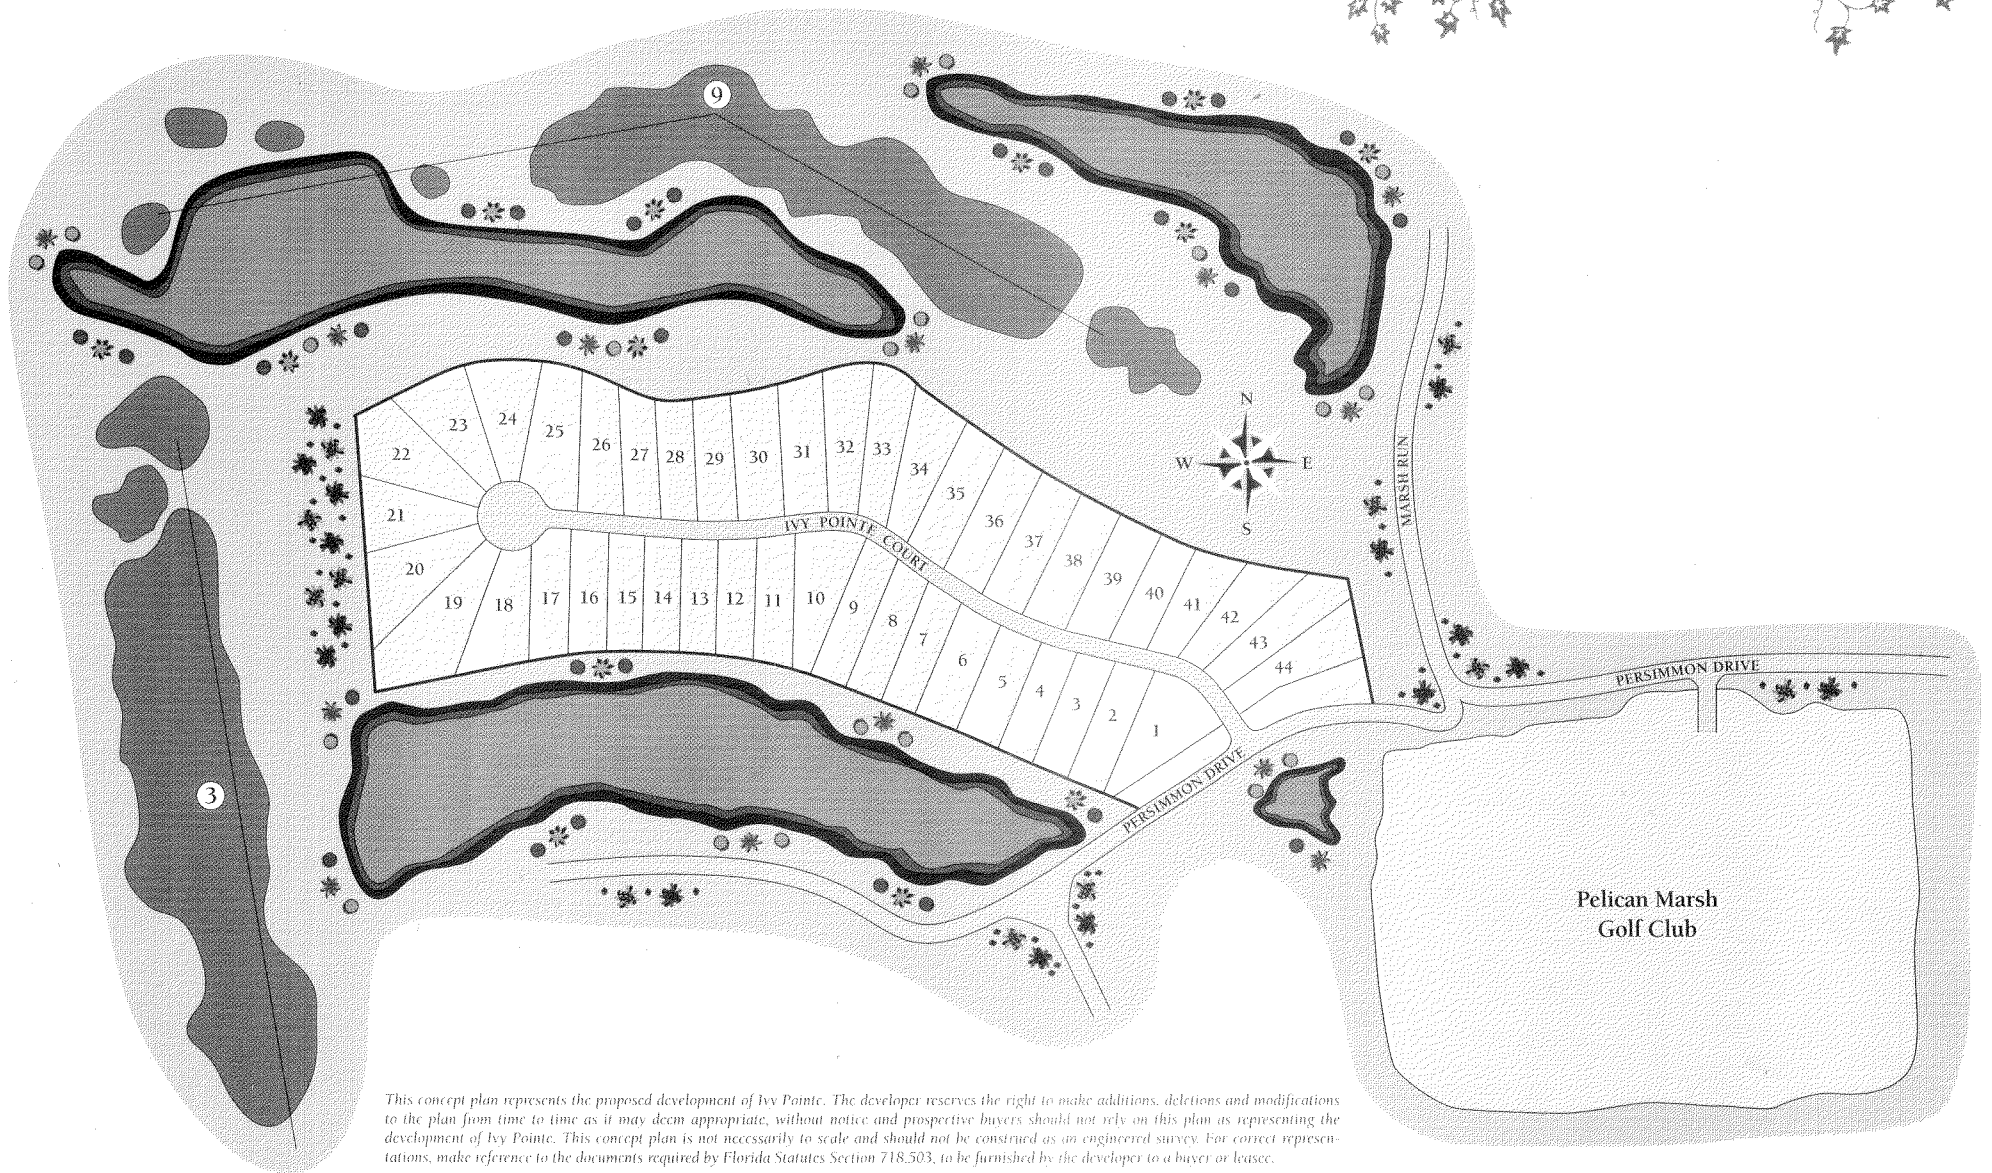 9
N
W E
S
MARSH RUN
22 23 24 25 26 27 28 29 30 31 32 33 34 35 36 37 38 39 40 41 42 43 44
IVY POINTE COURT
21 20 19 18 17 16 15 14 13 12 11 10 9 8 7 6 5 4 3 2 1
PERSIMMON DRIVE
PERSIMMON DRIVE
3
Pelican Marsh
Golf Club
This concept plan represents the proposed development of Ivy Pointe. The developer reserves the right to make additions, deletions and modifications
to the plan from time to time as it may deem appropriate, without notice and prospective buyers should not rely on this plan as representing the
development of Ivy Pointe. This concept plan is not necessarily to scale and should not be construed as an engineered survey. For correct represen-
tations, make reference to the documents required by Florida Statutes Section 718.503, to be furnished by the developer to a buyer or leasee.